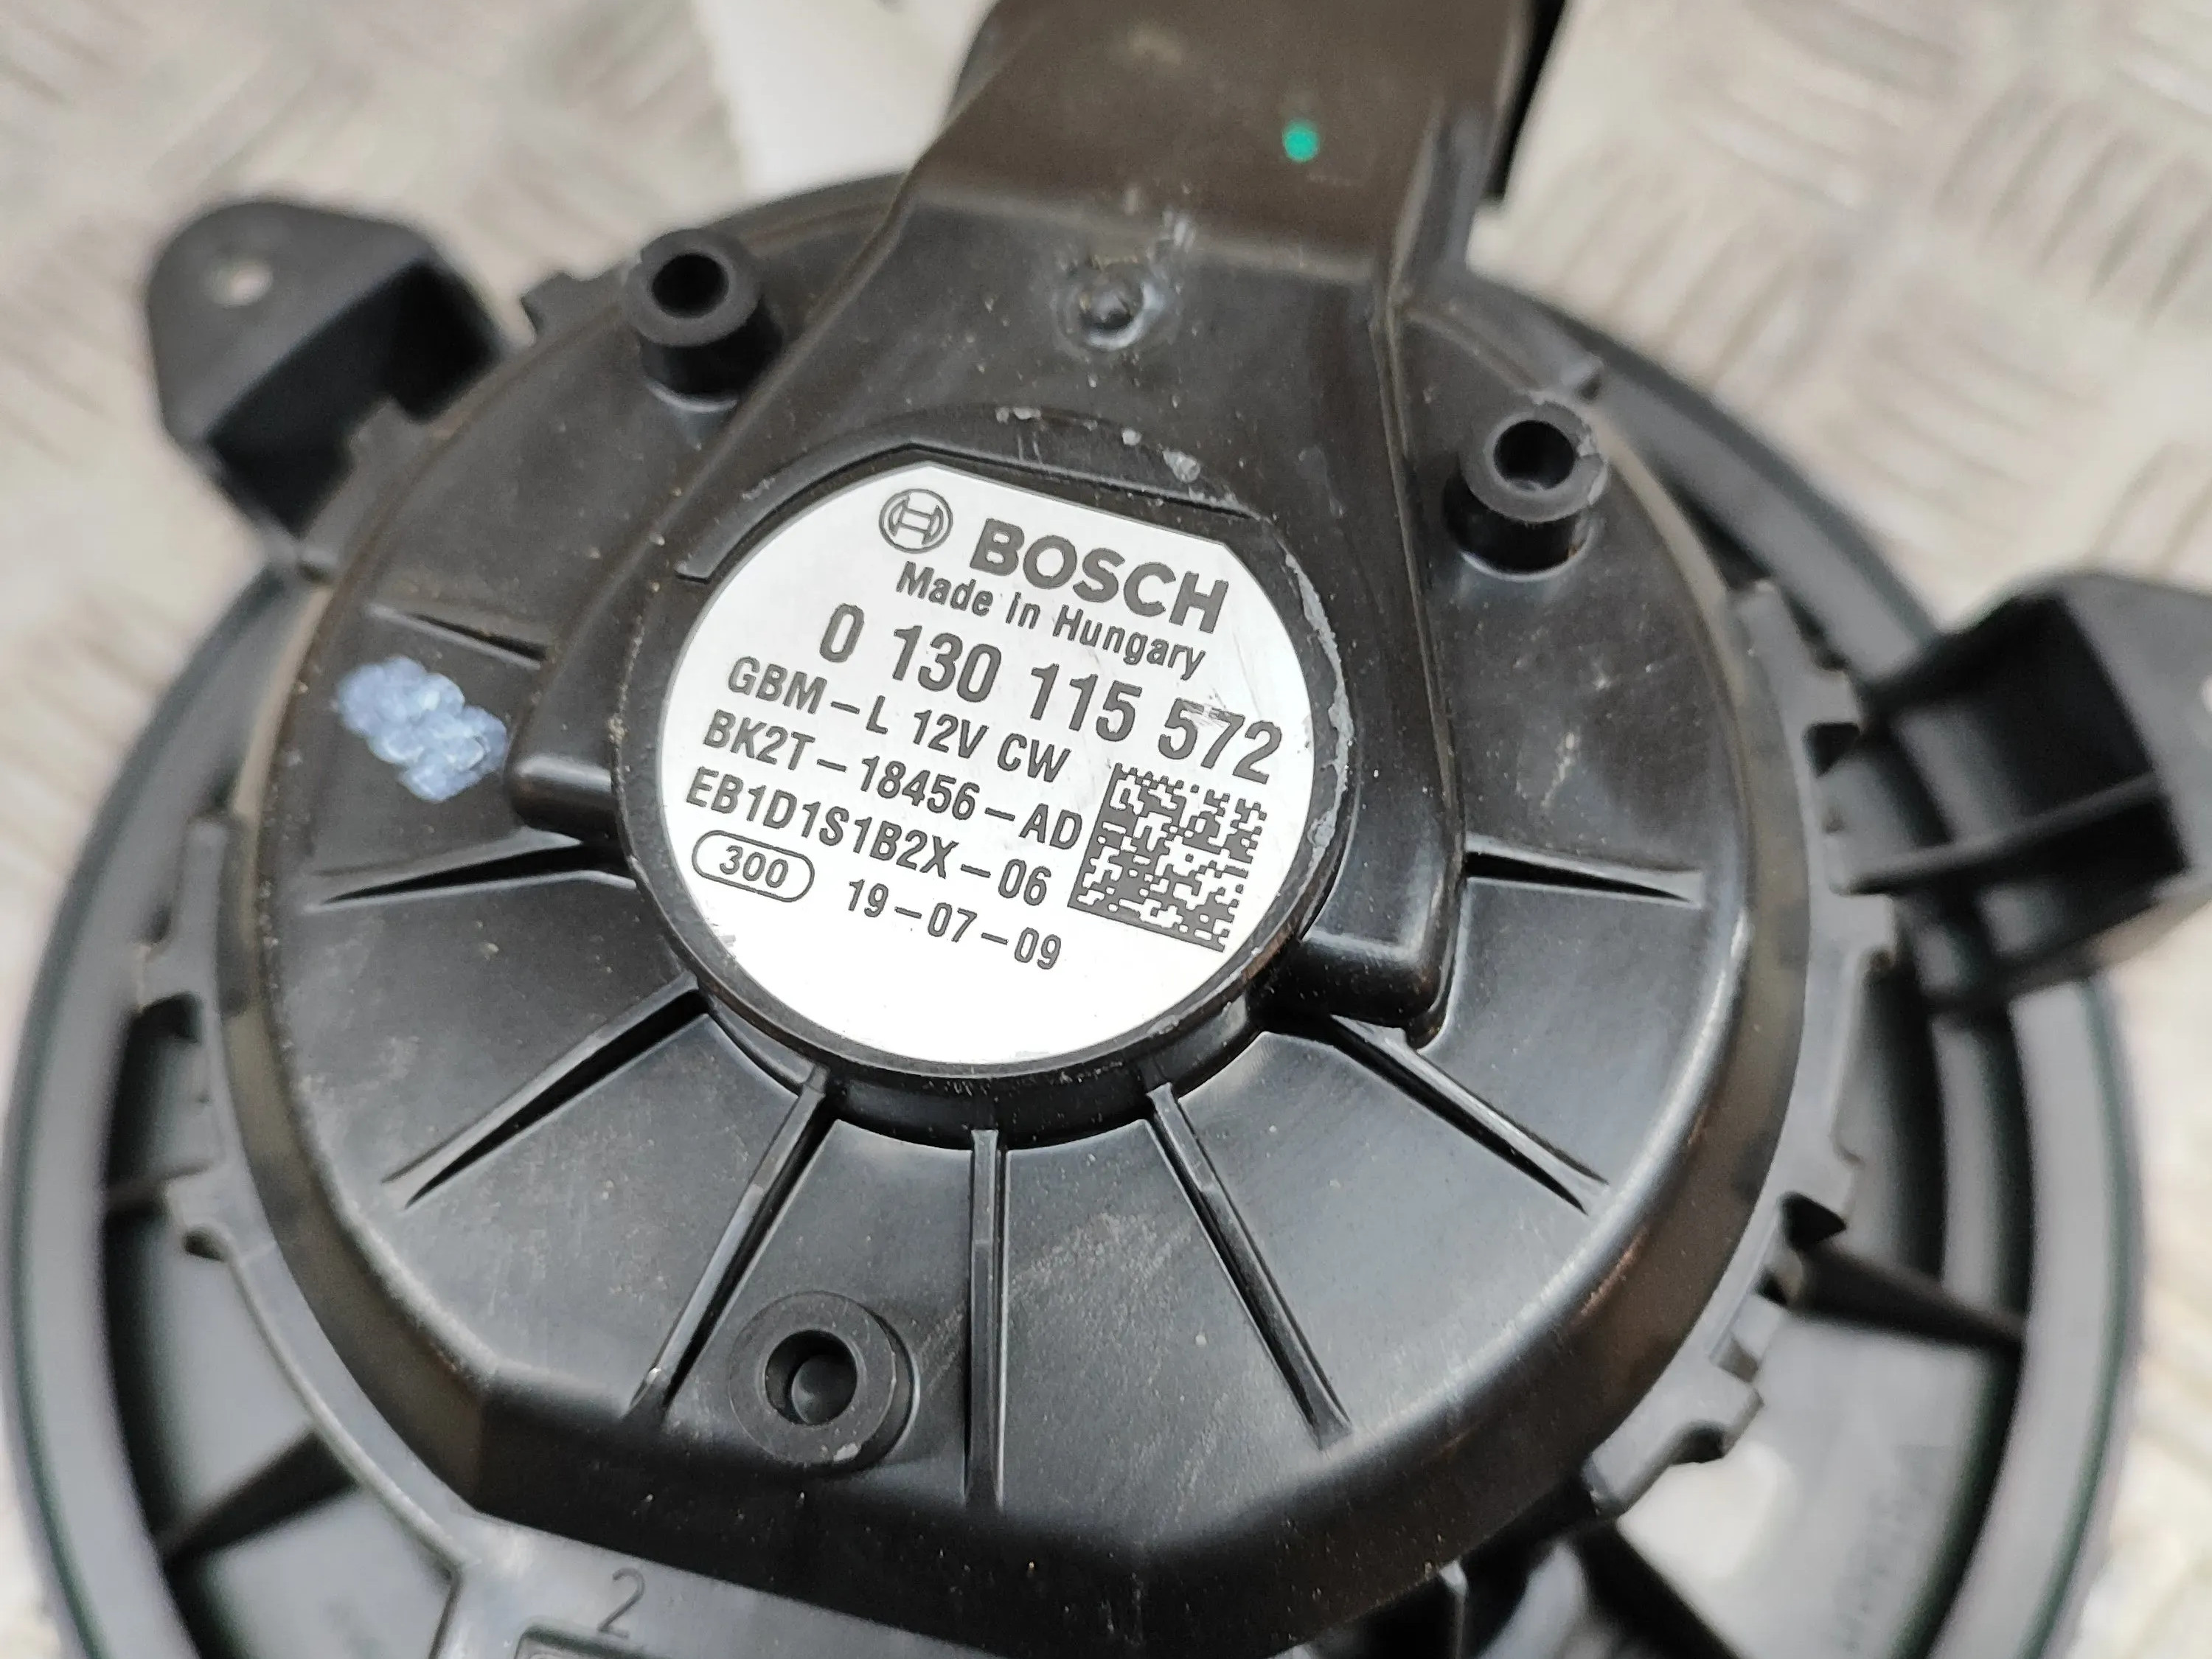 BOSCH
Made in Hungary
0 130 115 572
GBM-L 12V CW
BK2T-18456-AD
EB1D1S1B2X-06
300 19-07-09
2